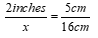 2inches/x = 5cm/16cm